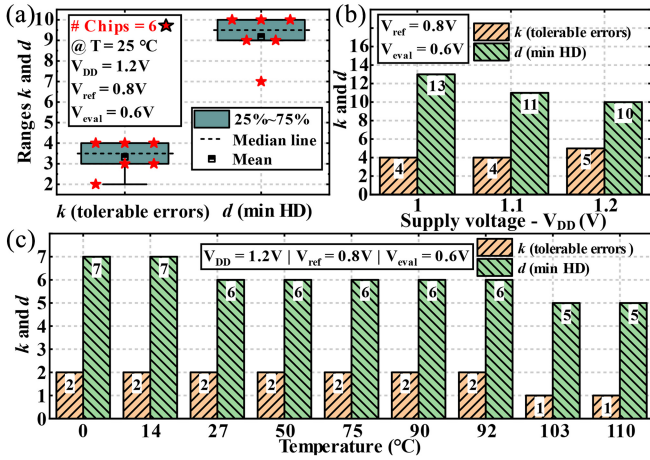 (a)
# Chips = 6
@ T = 25 °C
V_DD = 1.2V
V_ref = 0.8V
V_eval = 0.6V
25%~75%
Median line
Mean
Ranges k and d
10
9
8
7
6
5
4
3
2
k (tolerable errors) d (min HD)
(b)
V_ref = 0.8V
V_eval = 0.6V
k (tolerable errors)
d (min HD)
k and d
18
16
14
12
10
8
6
4
2
0
4 13 4 11 5 10
1 1.1 1.2
Supply voltage - V_DD (V)
(c)
V_DD = 1.2V | V_ref = 0.8V | V_eval = 0.6V
k (tolerable errors)
d (min HD)
k and d
7
6
5
4
3
2
1
0
2 7 2 7 2 6 2 6 2 6 2 6 2 6 1 5 1 5
0 14 27 50 75 90 92 103 110
Temperature (°C)